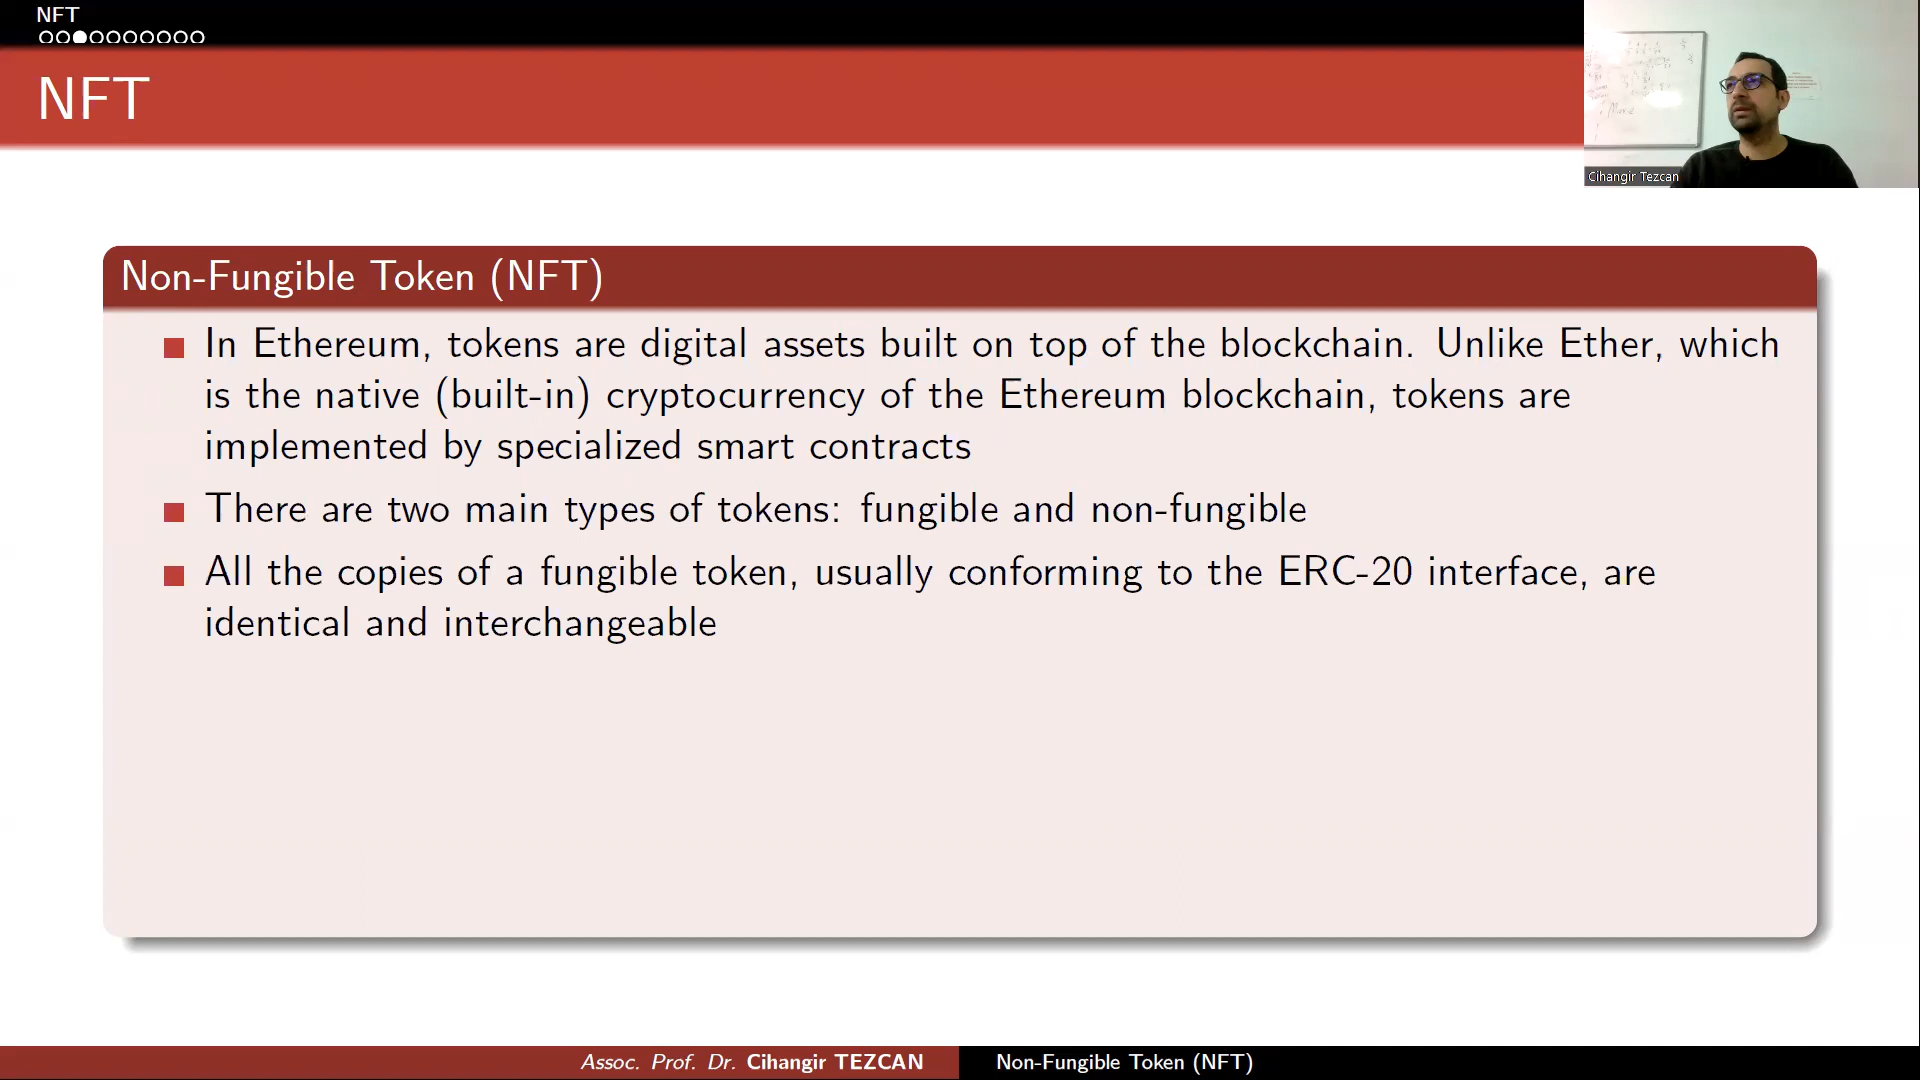 NFT
NFT
Cihangir Tezcan
Non-Fungible Token (NFT)
In Ethereum, tokens are digital assets built on top of the blockchain. Unlike Ether, which
is the native (built-in) cryptocurrency of the Ethereum blockchain, tokens are
implemented by specialized smart contracts
There are two main types of tokens: fungible and non-fungible
All the copies of a fungible token, usually conforming to the ERC-20 interface, are
identical and interchangeable
Assoc. Prof. Dr. Cihangir TEZCAN
Non-Fungible Token (NFT)